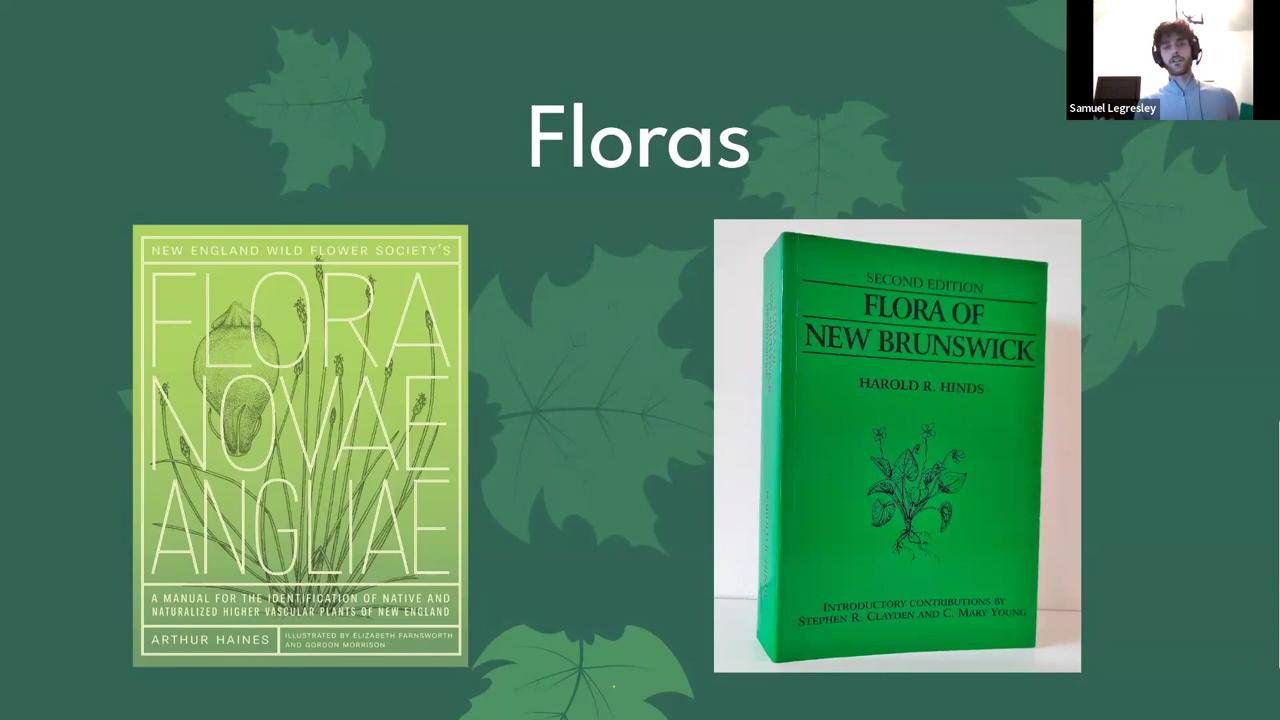 Samuel Legresley
Floras
NEW ENGLAND WILD FLOWER SOCIETY'S
FLORA
NOVAE
ANGLIAE
A MANUAL FOR THE IDENTIFICATION OF NATIVE AND
NATURALIZED HIGHER VASCULAR PLANTS OF NEW ENGLAND
ARTHUR HAINES
ILLUSTRATED BY ELIZABETH FARNSWORTH
AND GORDON MORRISON
SECOND EDITION
FLORA OF
NEW BRUNSWICK
HAROLD R. HINDS
INTRODUCTORY CONTRIBUTIONS BY
STEPHEN R. CLAYDEN AND C. MARY YOUNG